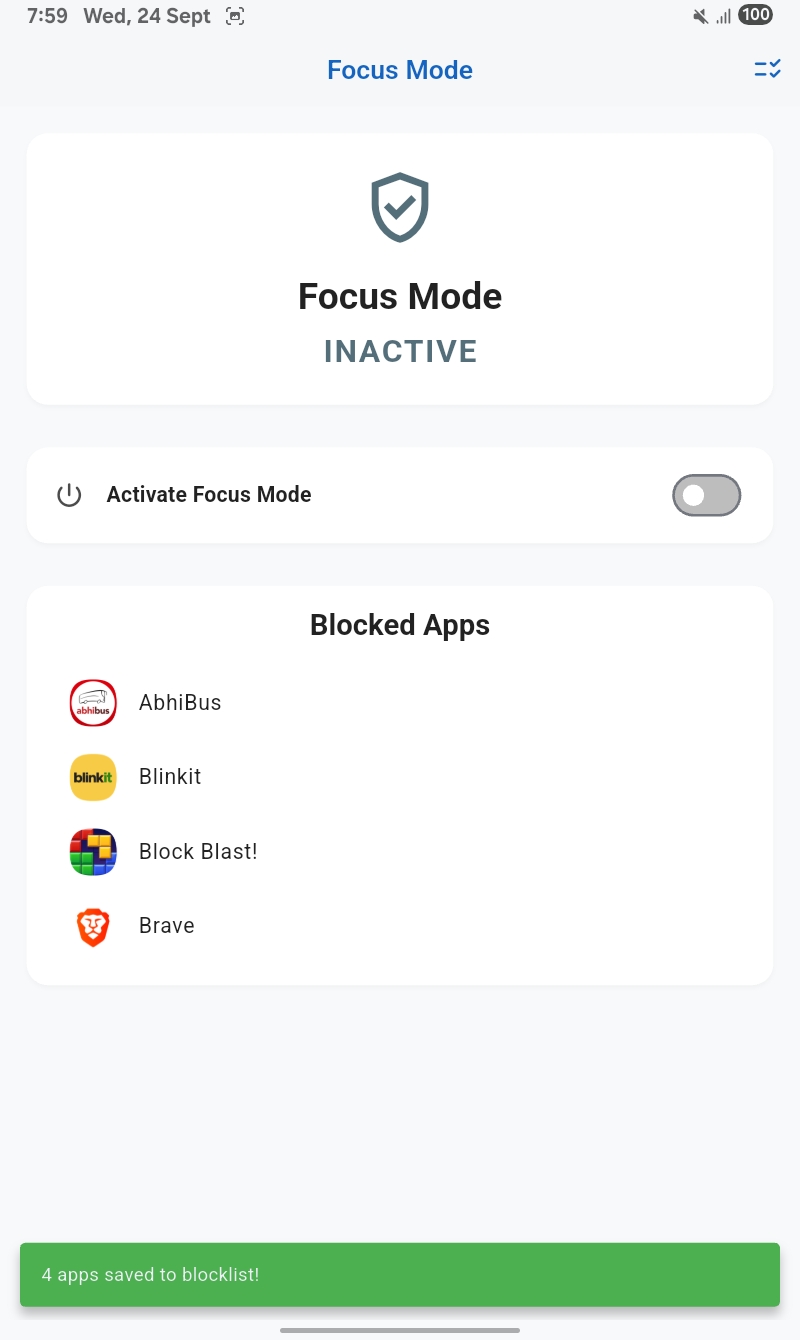 7:59 Wed, 24 Sept 100
Focus Mode
Focus Mode
INACTIVE
Activate Focus Mode
Blocked Apps
abhibus AbhiBus
blinkit Blinkit
Block Blast!
Brave
4 apps saved to blocklist!